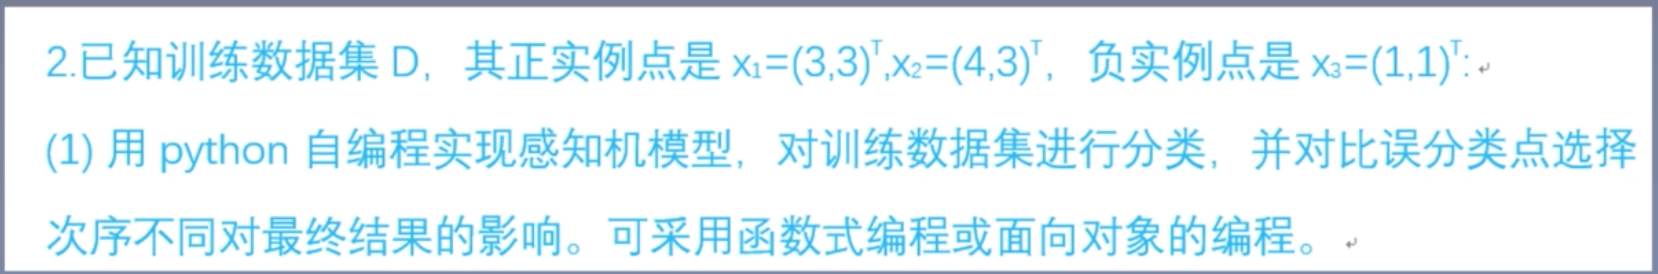 2.已知训练数据集 D，其正实例点是 x₁=(3,3)ᵀ,x₂=(4,3)ᵀ，负实例点是 x₃=(1,1)ᵀ:
(1) 用 python 自编程实现感知机模型，对训练数据集进行分类，并对比误分类点选择
次序不同对最终结果的影响。可采用函数式编程或面向对象的编程。